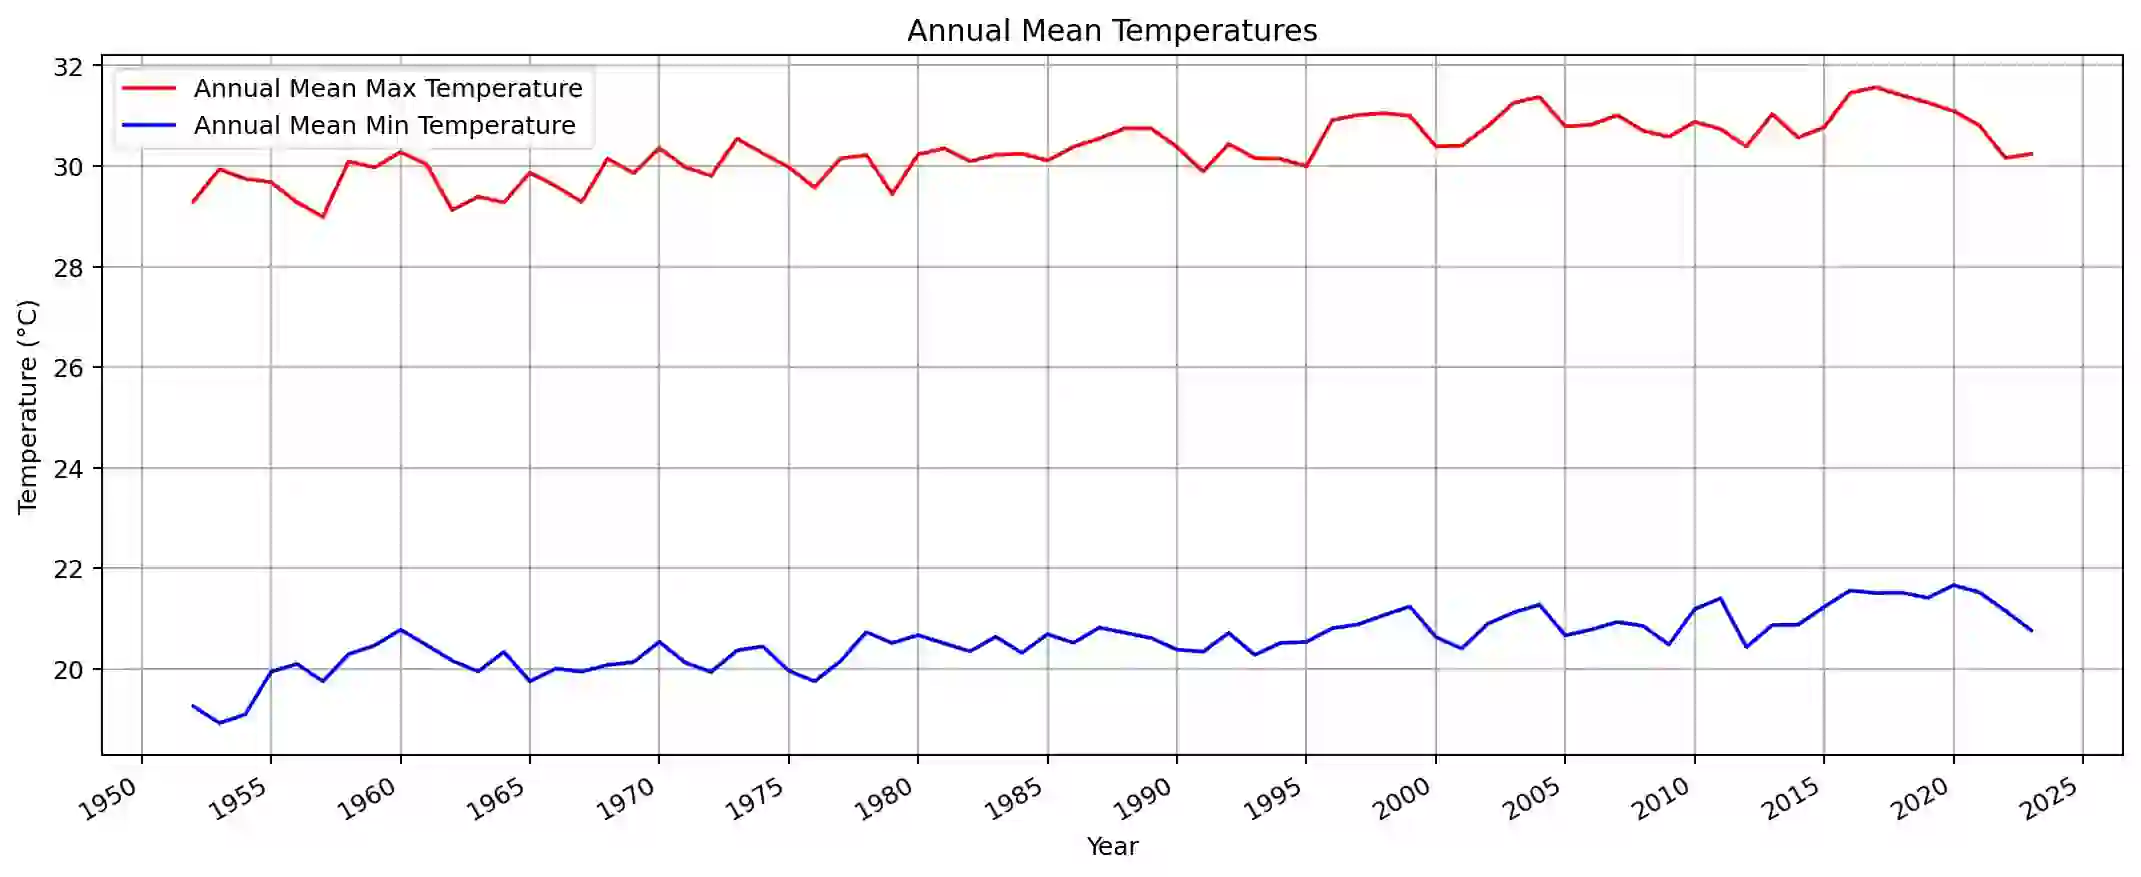 Annual Mean Temperatures
Annual Mean Max Temperature
Annual Mean Min Temperature
32
30
28
26
24
22
20
Temperature (°C)
1950 1955 1960 1965 1970 1975 1980 1985 1990 1995 2000 2005 2010 2015 2020 2025
Year